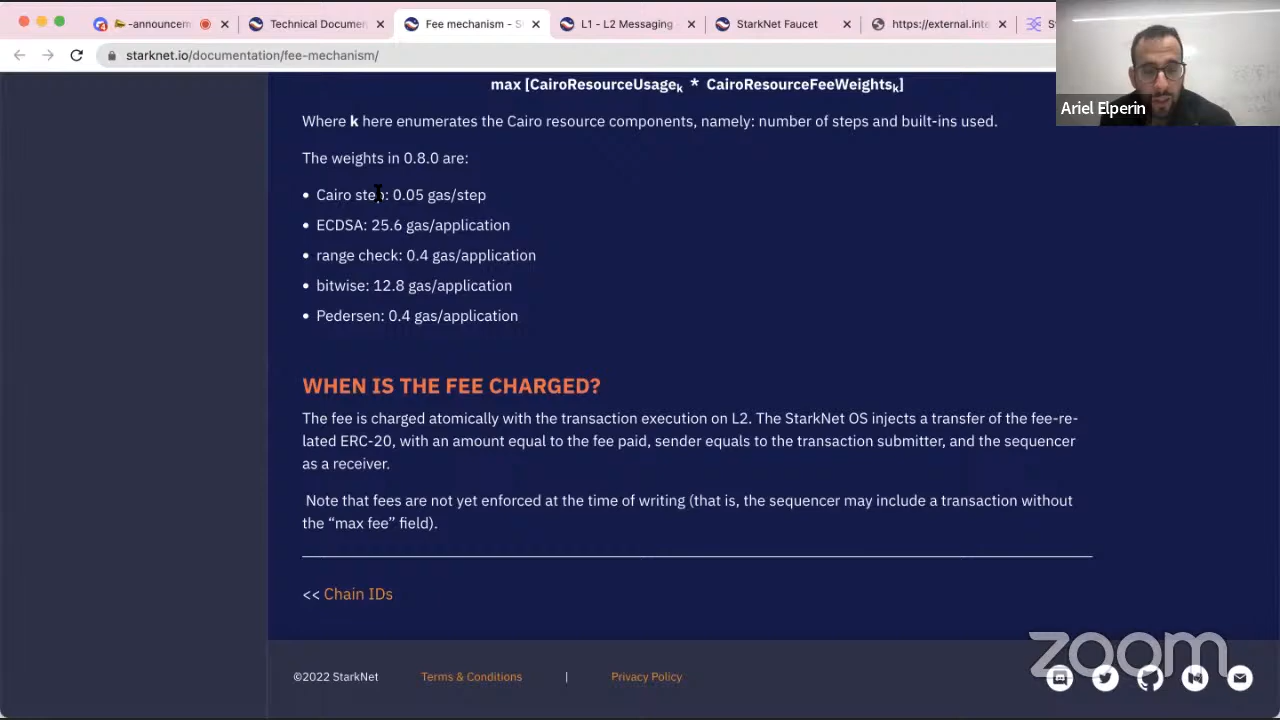 -announcem
Technical Documen
Fee mechanism - S
L1 - L2 Messaging
StarkNet Faucet
https://external.inte
starknet.io/documentation/fee-mechanism/
Ariel Elperin
max [CairoResourceUsagek * CairoResourceFeeWeightsk]
Where k here enumerates the Cairo resource components, namely: number of steps and built-ins used.
The weights in 0.8.0 are:
• Cairo step: 0.05 gas/step
• ECDSA: 25.6 gas/application
• range check: 0.4 gas/application
• bitwise: 12.8 gas/application
• Pedersen: 0.4 gas/application
WHEN IS THE FEE CHARGED?
The fee is charged atomically with the transaction execution on L2. The StarkNet OS injects a transfer of the fee-re-
lated ERC-20, with an amount equal to the fee paid, sender equals to the transaction submitter, and the sequencer
as a receiver.
Note that fees are not yet enforced at the time of writing (that is, the sequencer may include a transaction without
the “max fee” field).
<< Chain IDs
©2022 StarkNet
Terms & Conditions
|
Privacy Policy
zoom